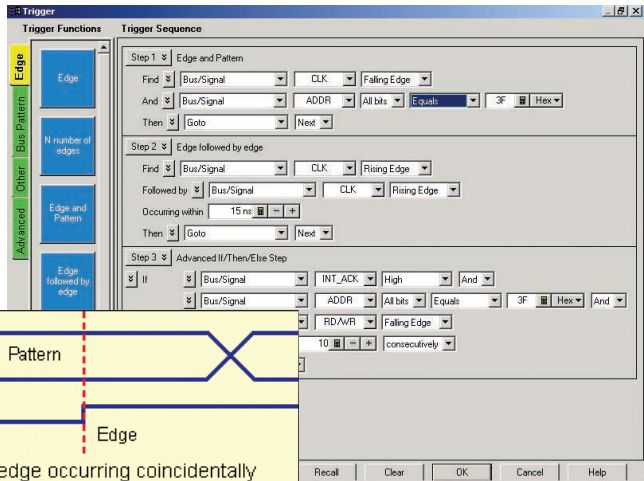 Trigger
Trigger Functions
Trigger Sequence
Edge
Bus Pattern
Other
Advanced
Edge
N number of
edges
Edge and
Pattern
Edge
followed by
edge
Step 1 Edge and Pattern
Find Bus/Signal CLK Falling Edge
And Bus/Signal ADDR All bits Equals 3F Hex
Then Goto Next
Step 2 Edge followed by edge
Find Bus/Signal CLK Rising Edge
Followed by Bus/Signal CLK Rising Edge
Occurring within 15 ns - +
Then Goto Next
Step 3 Advanced If/Then/Else Step
If Bus/Signal INT_ACK High And
Bus/Signal ADDR All bits Equals 3F Hex And
RD/WR Falling Edge
10 - + consecutively
Pattern
Edge
edge occurring coincidentally
Recall Clear OK Cancel Help